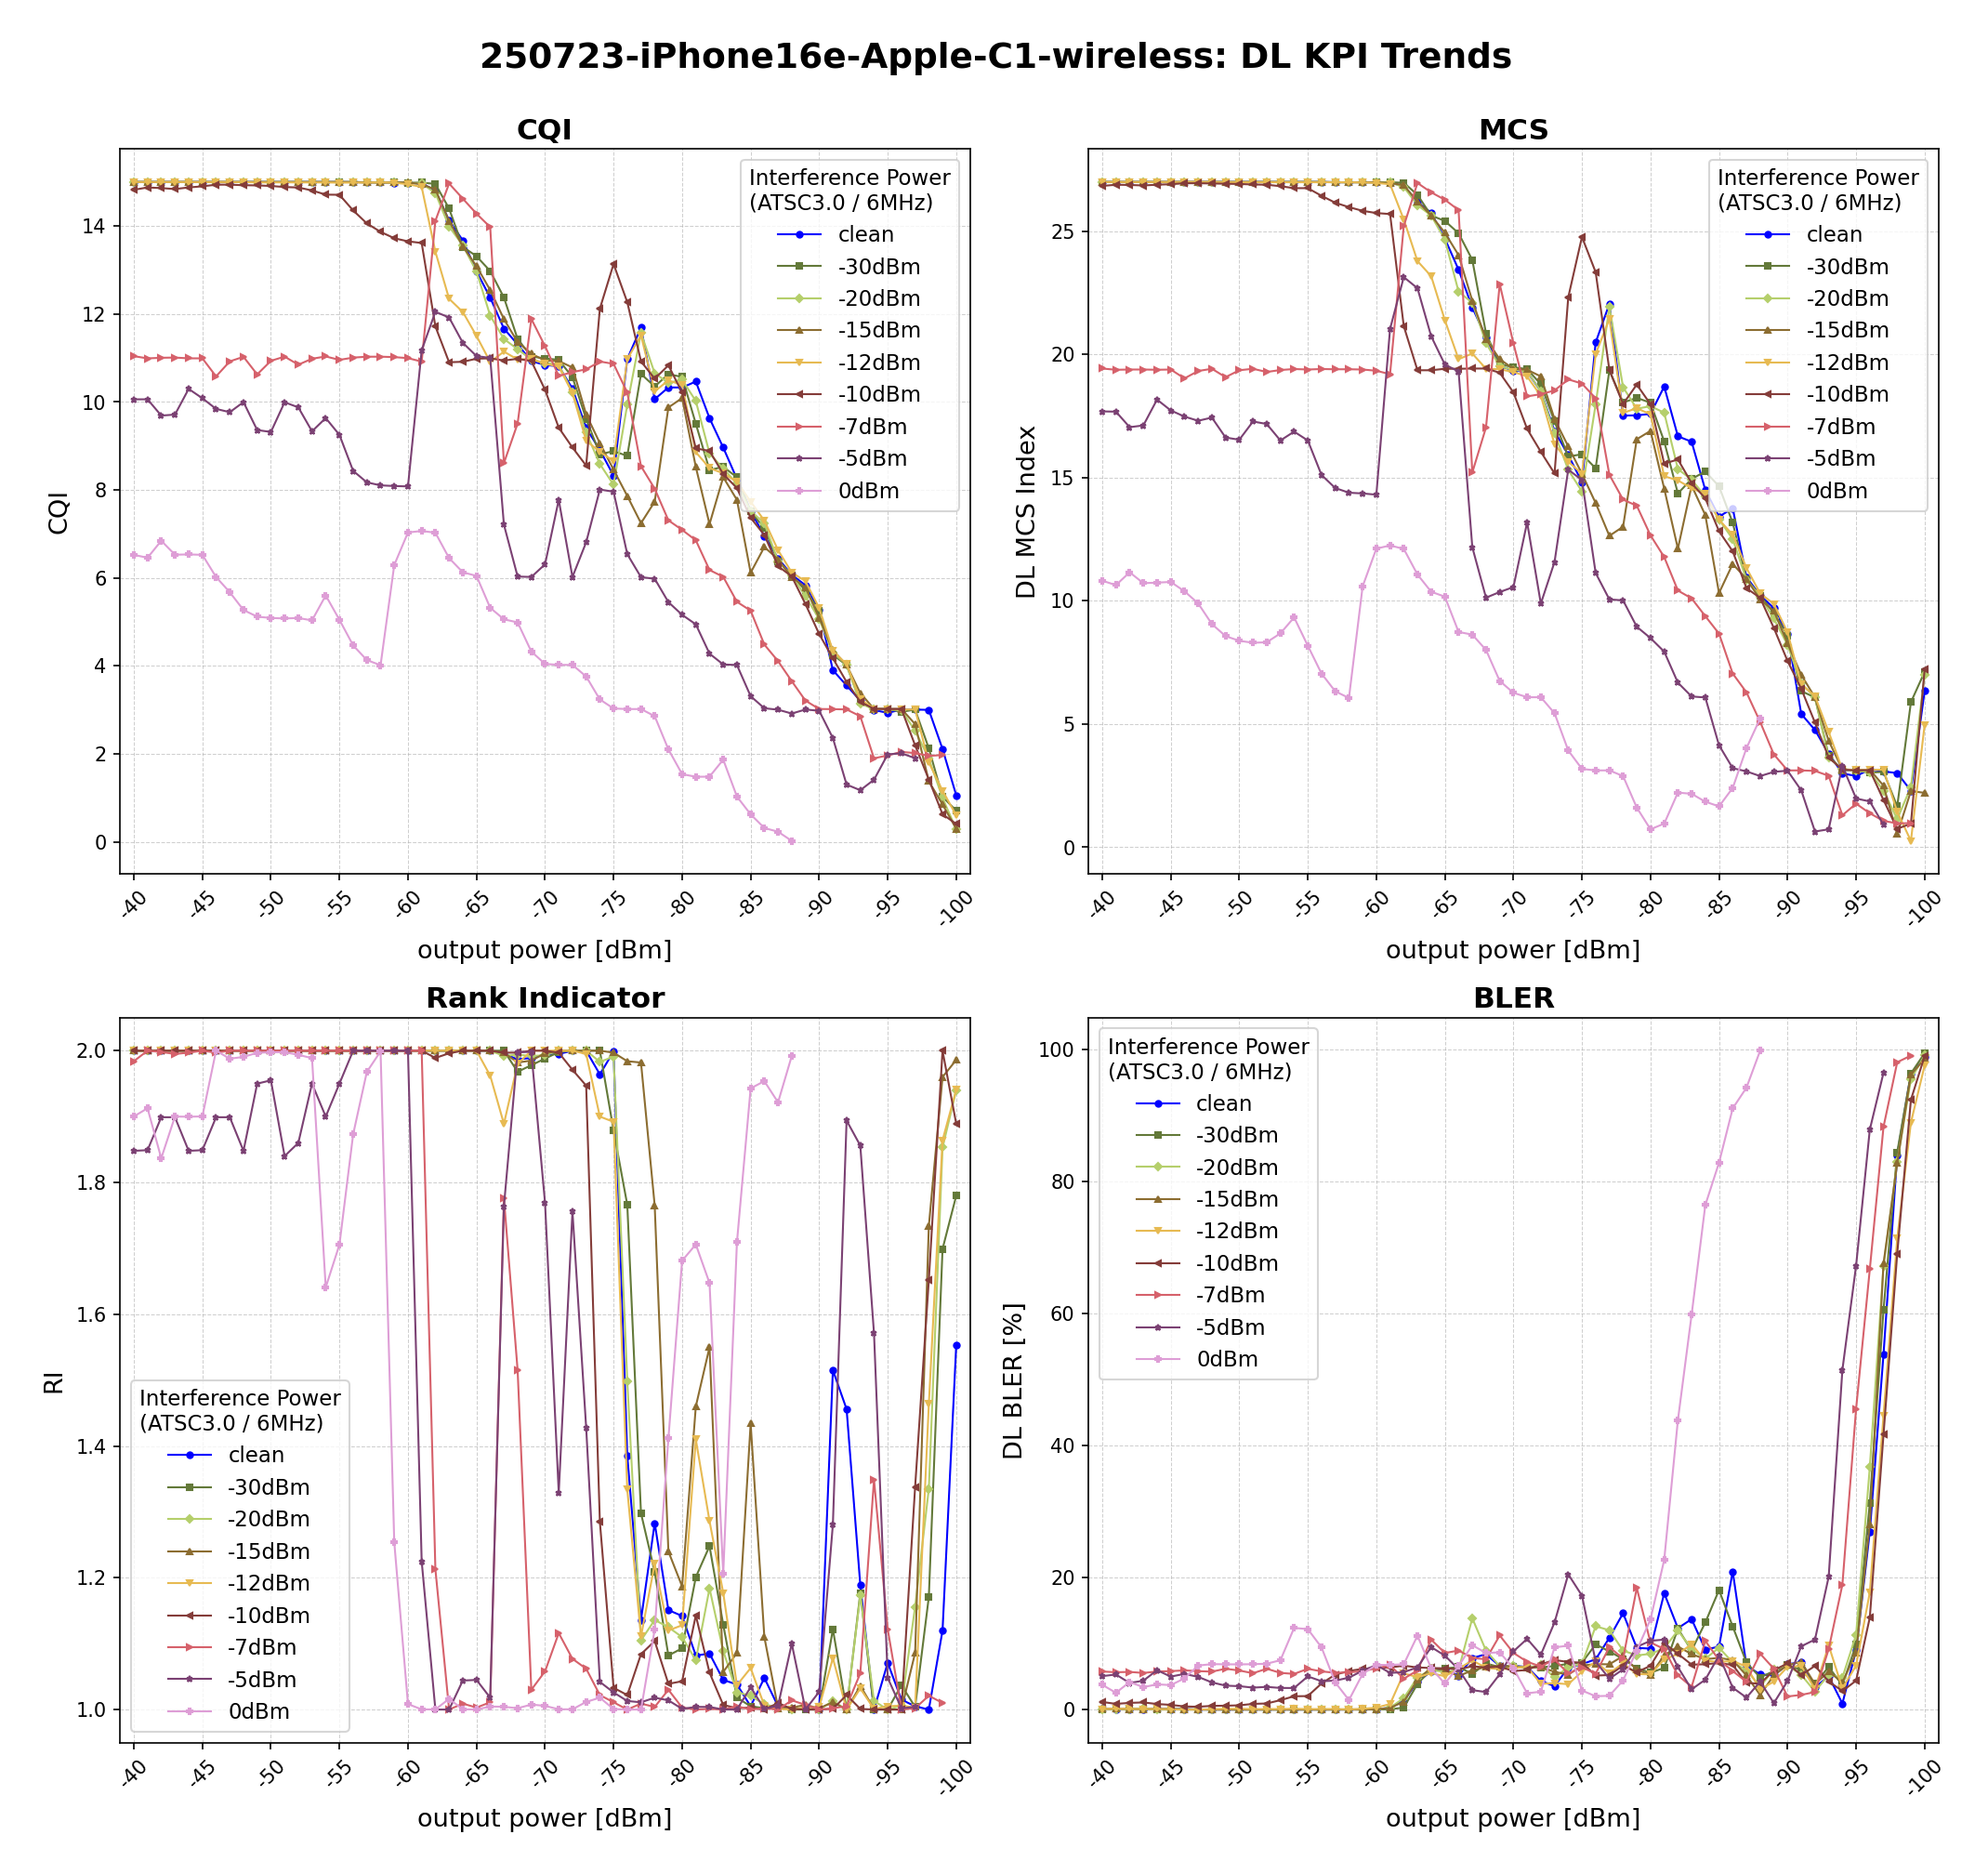 250723-iPhone16e-Apple-C1-wireless: DL KPI Trends
CQI
CQI
14
12
10
8
6
4
2
0
-40
-45
-50
-55
-60
-65
-70
-75
-80
-85
-90
-95
-100
output power [dBm]
Interference Power
(ATSC3.0 / 6MHz)
clean
-30dBm
-20dBm
-15dBm
-12dBm
-10dBm
-7dBm
-5dBm
0dBm
MCS
DL MCS Index
25
20
15
10
5
0
-40
-45
-50
-55
-60
-65
-70
-75
-80
-85
-90
-95
-100
output power [dBm]
Interference Power
(ATSC3.0 / 6MHz)
clean
-30dBm
-20dBm
-15dBm
-12dBm
-10dBm
-7dBm
-5dBm
0dBm
Rank Indicator
RI
2.0
1.8
1.6
1.4
1.2
1.0
-40
-45
-50
-55
-60
-65
-70
-75
-80
-85
-90
-95
-100
output power [dBm]
Interference Power
(ATSC3.0 / 6MHz)
clean
-30dBm
-20dBm
-15dBm
-12dBm
-10dBm
-7dBm
-5dBm
0dBm
BLER
DL BLER [%]
100
80
60
40
20
0
-40
-45
-50
-55
-60
-65
-70
-75
-80
-85
-90
-95
-100
output power [dBm]
Interference Power
(ATSC3.0 / 6MHz)
clean
-30dBm
-20dBm
-15dBm
-12dBm
-10dBm
-7dBm
-5dBm
0dBm